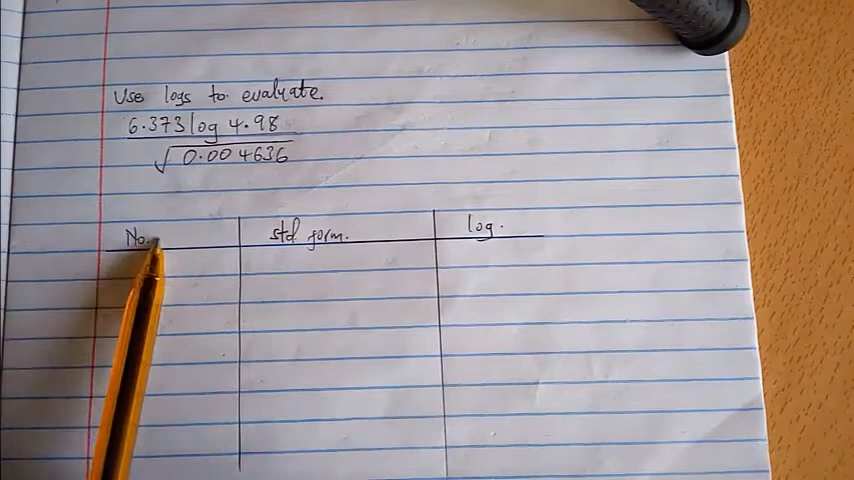 Use logs to evaluate.
6.373 log 4.98
√0.004636
No. std form. log.